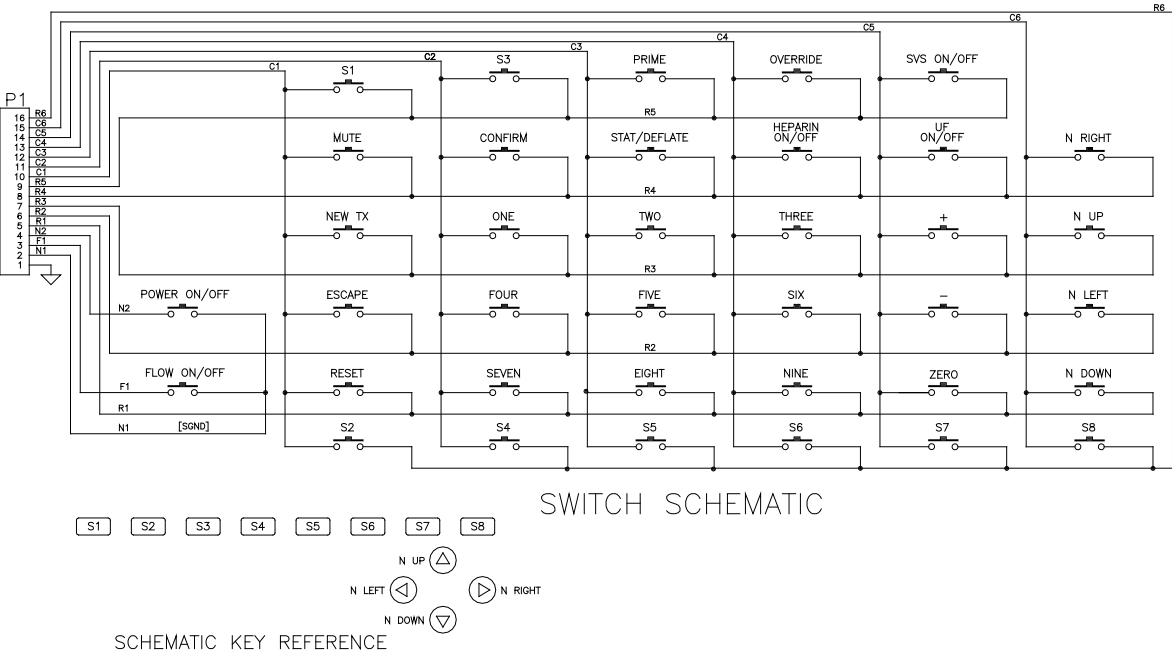 R6
C6
C5
C4
C3
C2
C1
S1
S3
PRIME
OVERRIDE
SVS ON/OFF
P1
16 R6
15 C6
14 C5
13 C4
12 C3
11 C2
10 C1
9 R5
8 R4
7 R3
6 R2
5 R1
4 N2
3 F1
2 N1
1
R5
MUTE
CONFIRM
STAT/DEFLATE
HEPARIN
ON/OFF
UF
ON/OFF
N RIGHT
R4
NEW TX
ONE
TWO
THREE
+
N UP
R3
POWER ON/OFF
N2
ESCAPE
FOUR
FIVE
SIX
−
N LEFT
R2
FLOW ON/OFF
F1
RESET
SEVEN
EIGHT
NINE
ZERO
N DOWN
R1
N1
[SGND]
S2
S4
S5
S6
S7
S8
SWITCH SCHEMATIC
S1 S2 S3 S4 S5 S6 S7 S8
N UP
N LEFT
N RIGHT
N DOWN
SCHEMATIC KEY REFERENCE